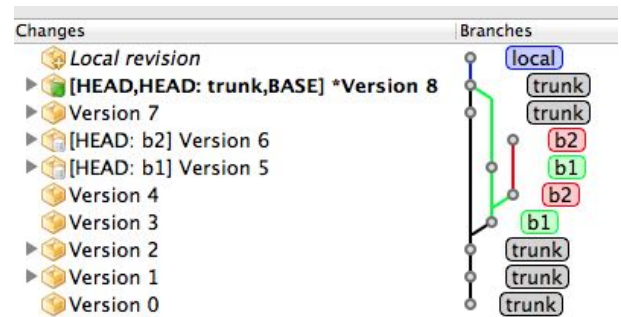 Changes Branches
Local revision local
[HEAD,HEAD: trunk,BASE] *Version 8 trunk
Version 7 trunk
[HEAD: b2] Version 6 b2
[HEAD: b1] Version 5 b1
Version 4 b2
Version 3 b1
Version 2 trunk
Version 1 trunk
Version 0 trunk